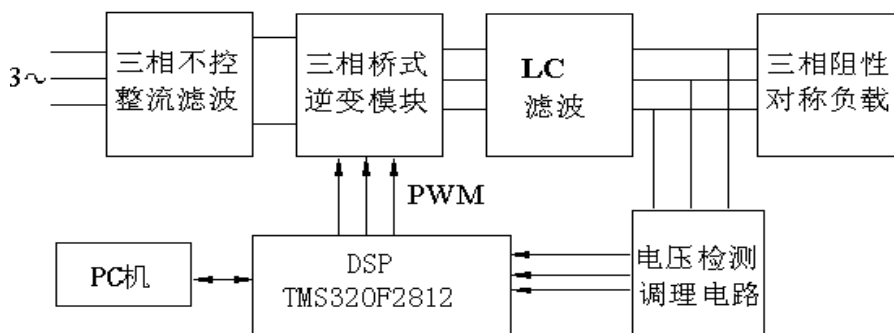 3～
三相不控
整流滤波
三相桥式
逆变模块
LC
滤波
三相阻性
对称负载
PWM
PC机
DSP
TMS320F2812
电压检测
调理电路